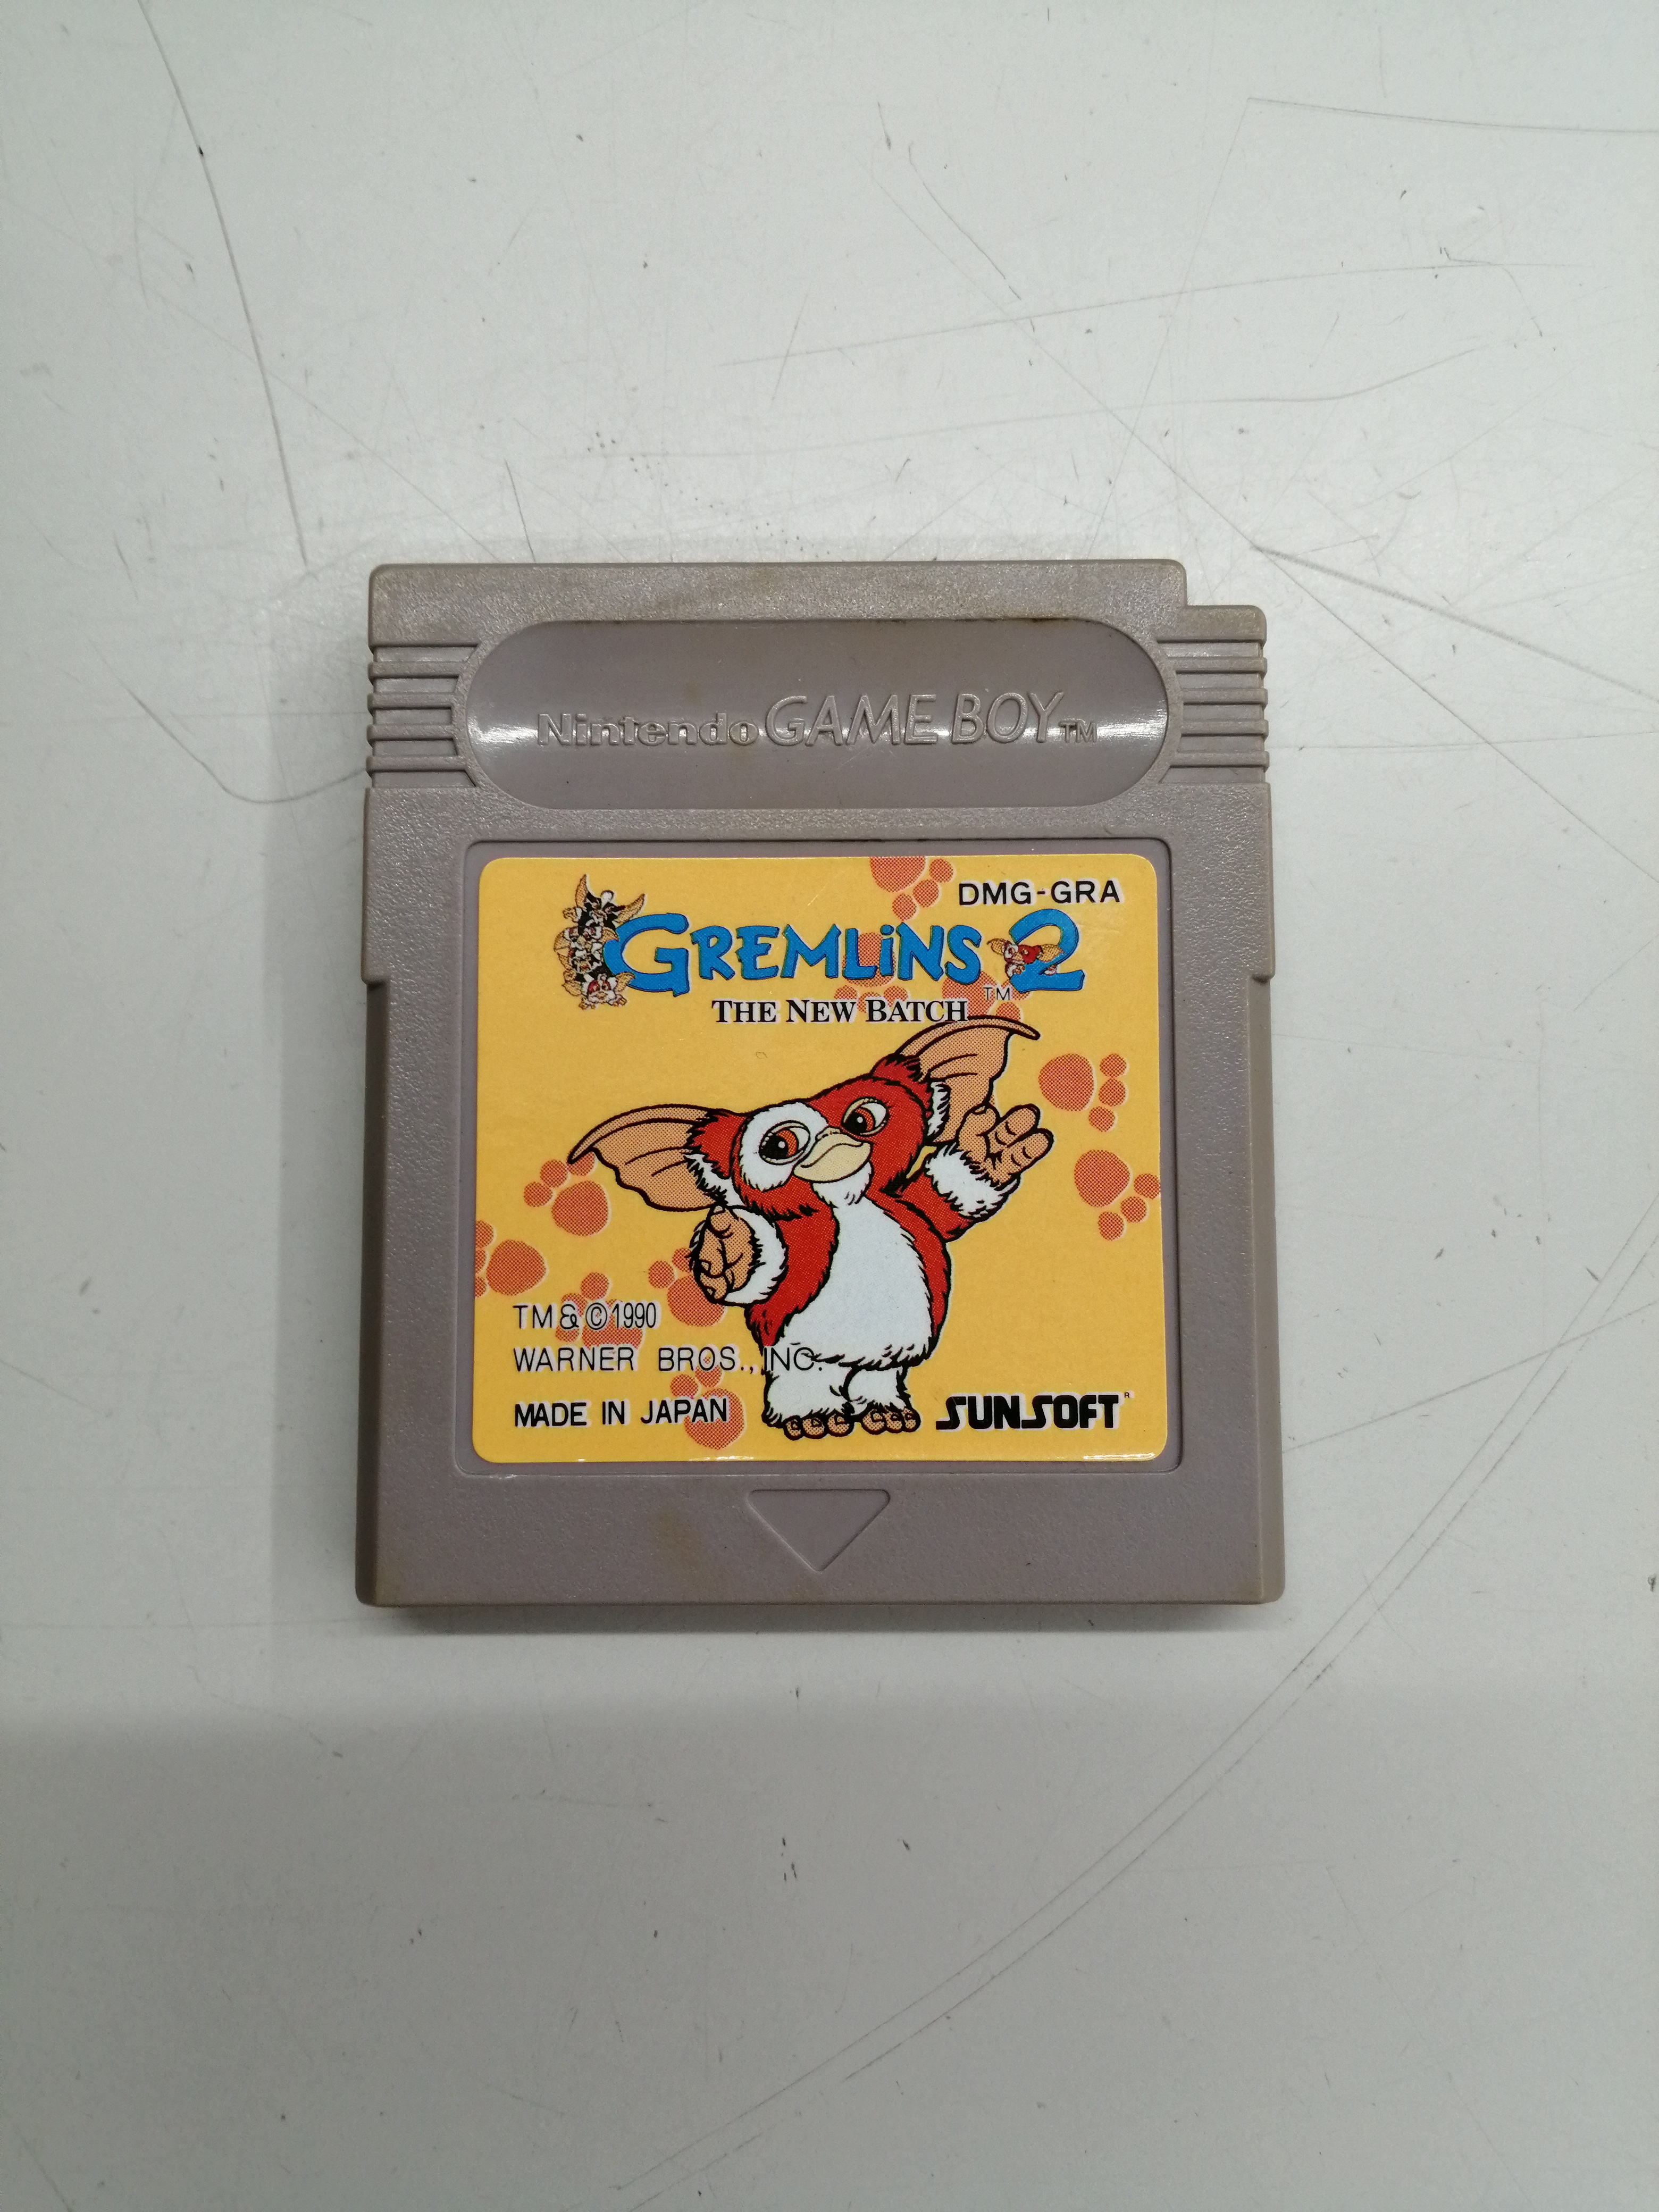 Nintendo GAME BOY TM
DMG-GRA
GREMLiNS 2
THE NEW BATCH TM
TM & ©1990
WARNER BROS., INC.
MADE IN JAPAN
SUNSOFT®